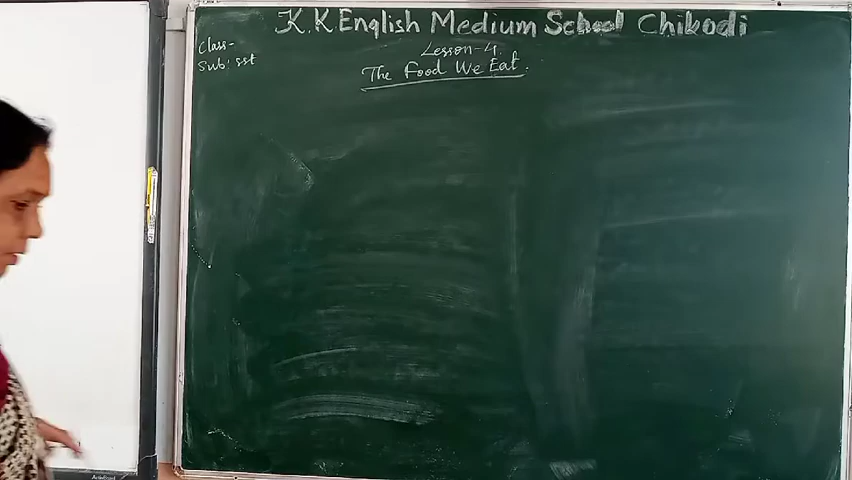 K.K English Medium School Chikodi
Class-
Lesson-4.
Sub: sst
The Food We Eat.